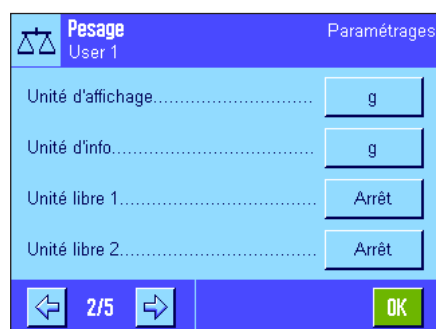 Pesage
User 1
Paramétrages
Unité d'affichage............................ g
Unité d'info.................................... g
Unité libre 1................................... Arrêt
Unité libre 2................................... Arrêt
2/5
OK